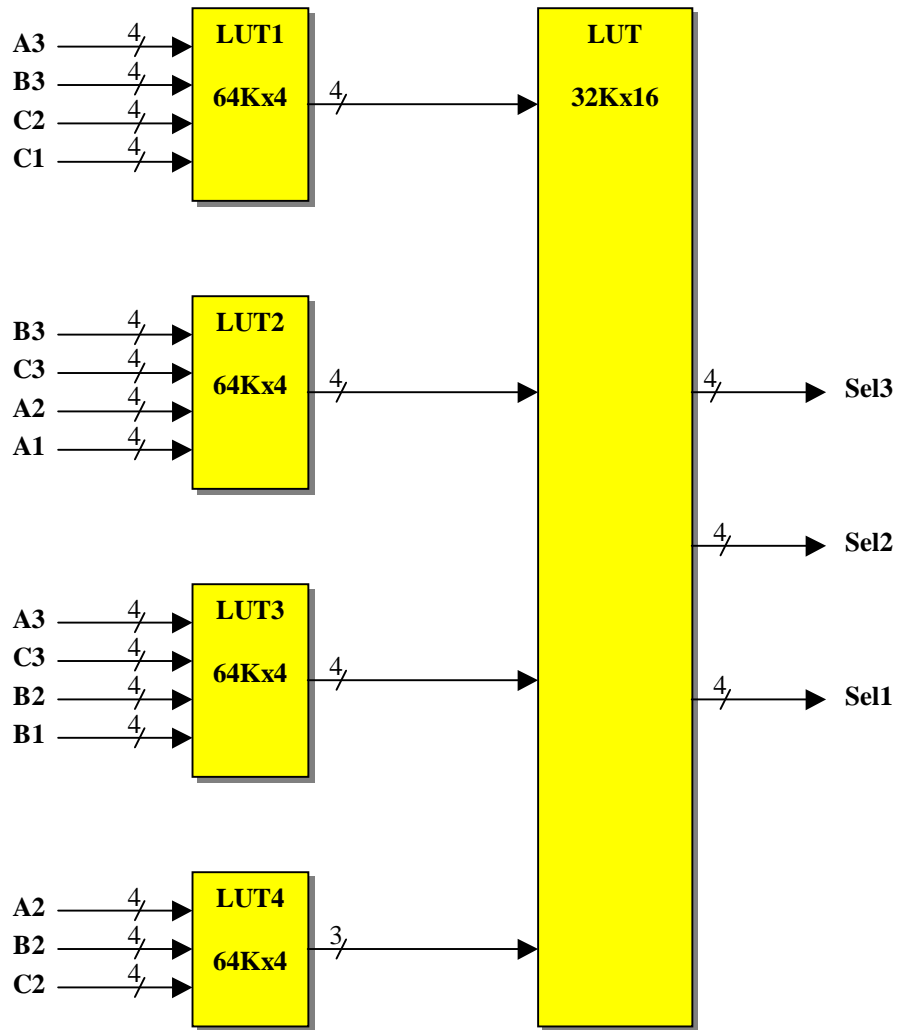 LUT1
64Kx4
A3 4
B3 4
C2 4
C1 4
4
LUT
32Kx16
LUT2
64Kx4
B3 4
C3 4
A2 4
A1 4
4
4 Sel3
4 Sel2
LUT3
64Kx4
A3 4
C3 4
B2 4
B1 4
4
4 Sel1
LUT4
64Kx4
A2 4
B2 4
C2 4
3